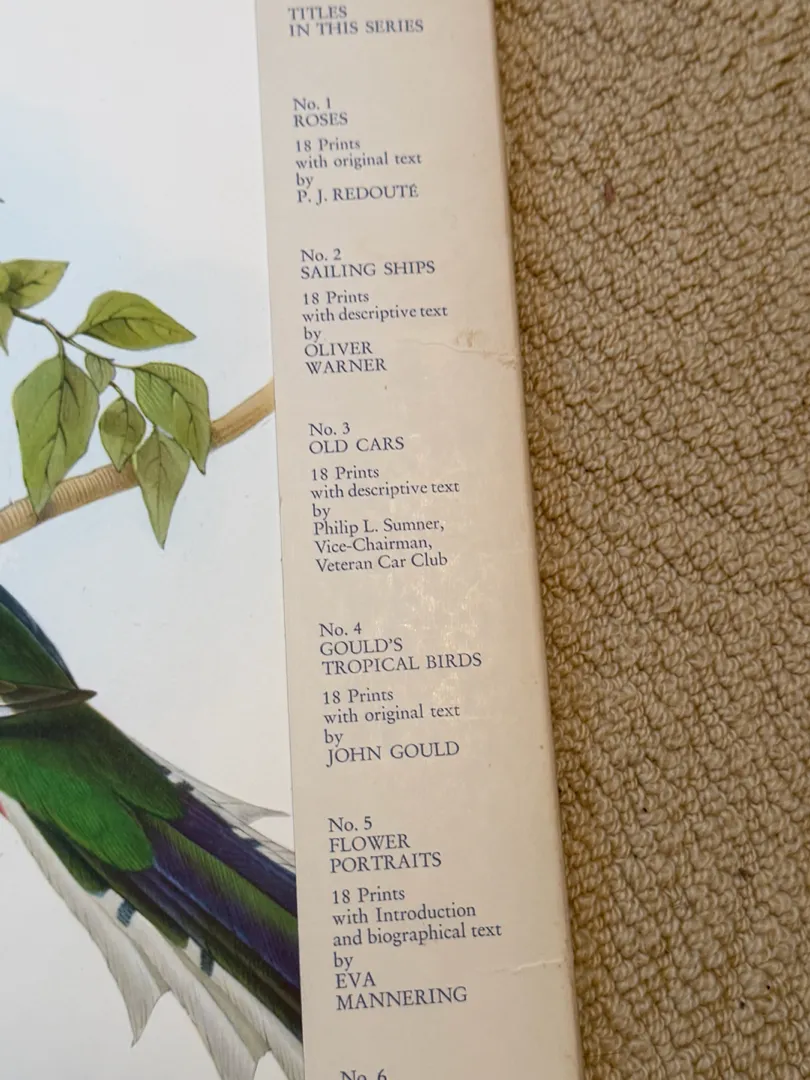 TITLES
IN THIS SERIES
No. 1
ROSES
18 Prints
with original text
by
P. J. REDOUTÉ
No. 2
SAILING SHIPS
18 Prints
with descriptive text
by
OLIVER
WARNER
No. 3
OLD CARS
18 Prints
with descriptive text
by
Philip L. Sumner,
Vice-Chairman,
Veteran Car Club
No. 4
GOULD'S
TROPICAL BIRDS
18 Prints
with original text
by
JOHN GOULD
No. 5
FLOWER
PORTRAITS
18 Prints
with Introduction
and biographical text
by
EVA
MANNERING
No. 6